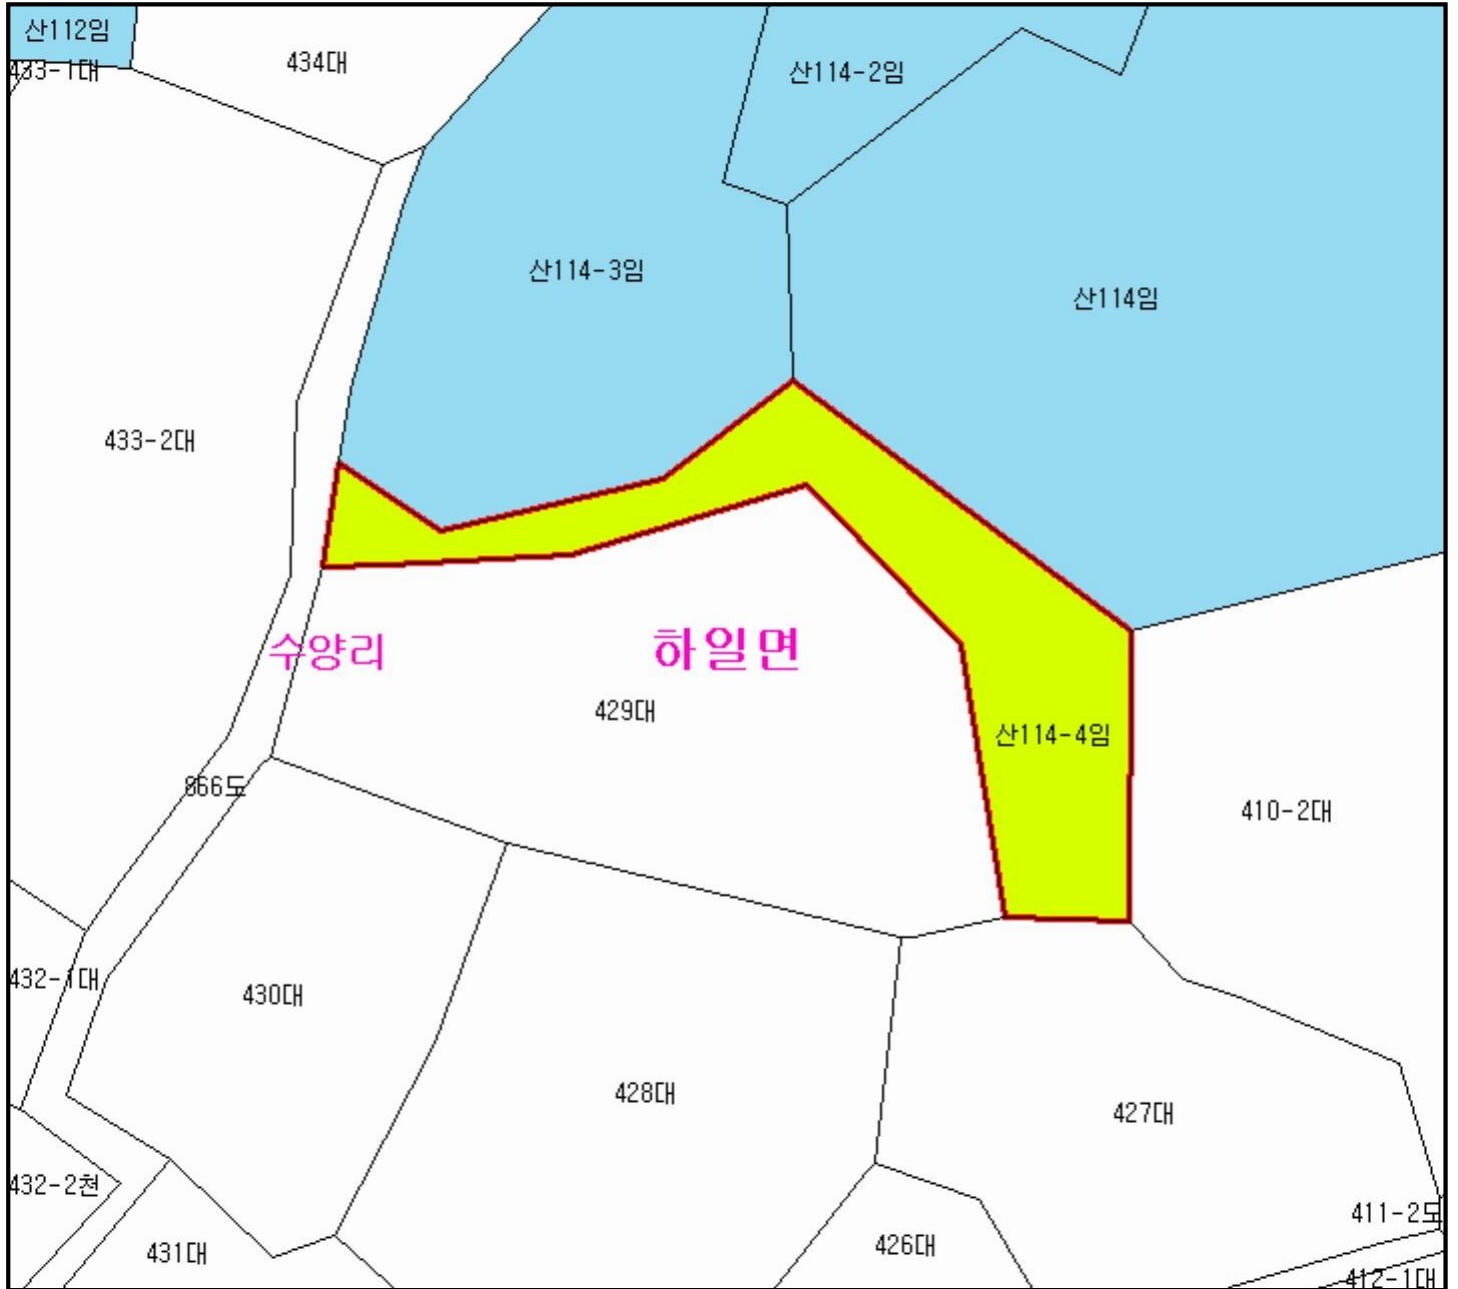 산112임
433-1대
434대
산114-2임
산114-3임
산114임
433-2대
수양리
하일면
429대
산114-4임
866도
410-2대
432-1대
430대
428대
427대
432-2천
411-2도
431대
426대
412-1대